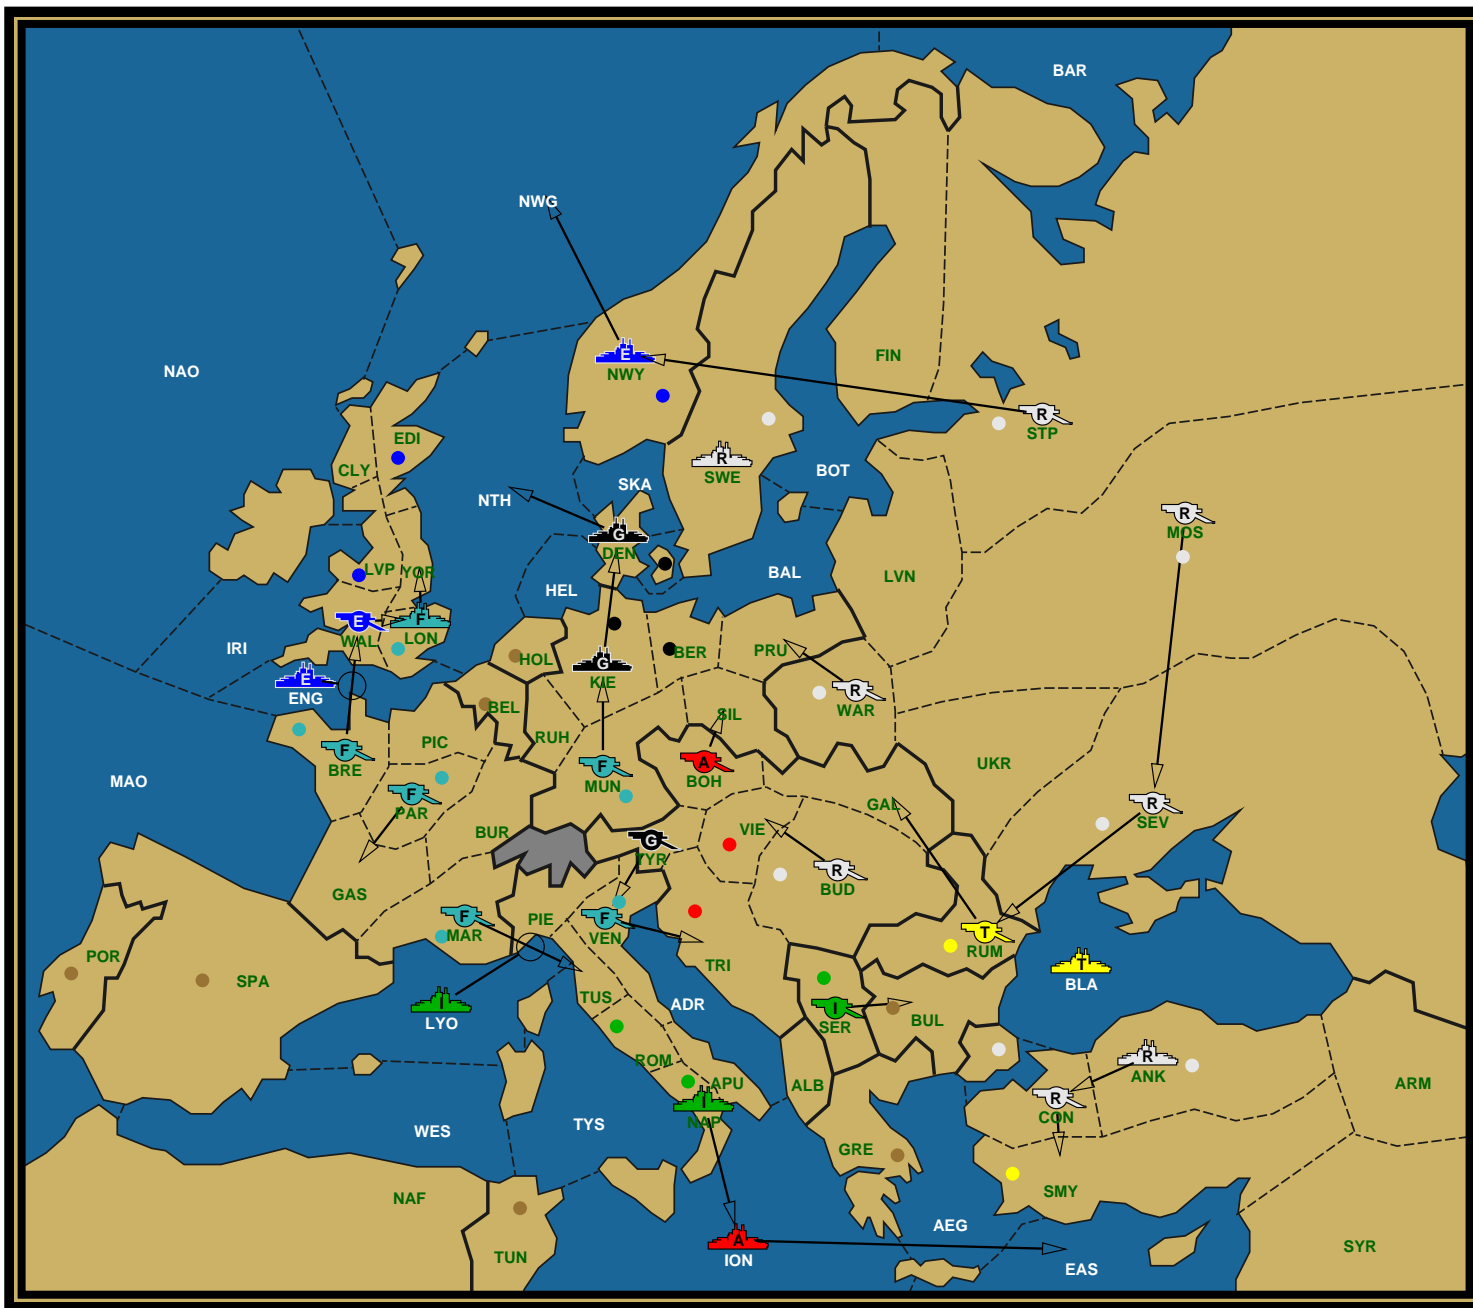 BAR
NWG
E
NWY
FIN
NAO
R
STP
EDI
CLY
R
SWE
BOT
SKA
NTH
R
MOS
G
DEN
LVP
YOR
HEL
BAL
LVN
E
WAL
F
LON
IRI
HOL
G
KIE
BER
PRU
E
ENG
R
WAR
BEL
SIL
F
BRE
PIC
RUH
F
MUN
A
BOH
UKR
MAO
F
PAR
GAL
R
SEV
BUR
VIE
G
TYR
R
BUD
GAS
F
MAR
PIE
F
VEN
T
RUM
POR
SPA
TRI
T
BLA
I
LYO
TUS
ADR
I
SER
BUL
ROM
R
ANK
APU
ALB
R
CON
ARM
I
NAP
WES
TYS
GRE
NAF
SMY
AEG
TUN
A
ION
EAS
SYR